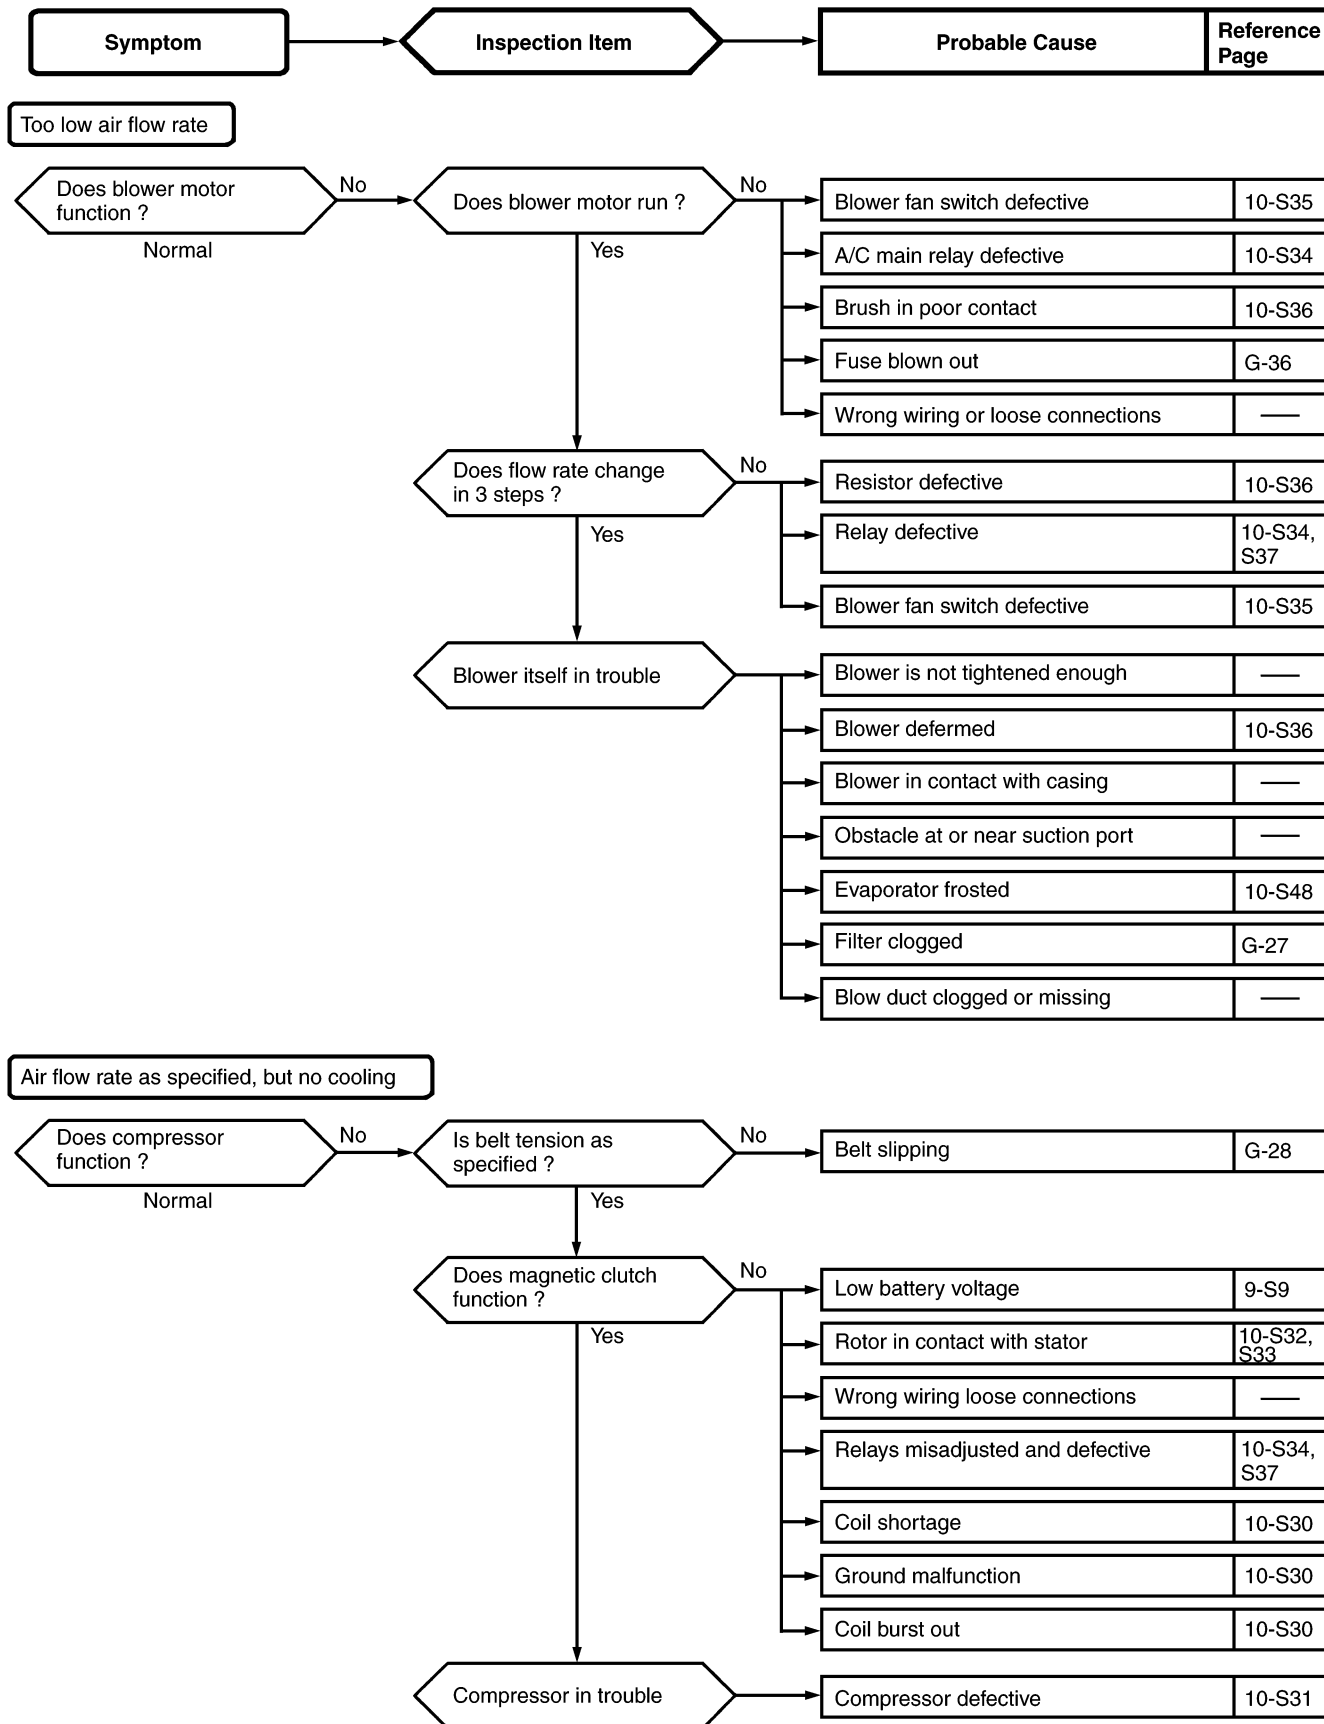 Symptom
Inspection Item
Probable Cause
Reference
Page
Too low air flow rate
Does blower motor
function ?
No
Normal
Does blower motor run ?
No
Yes
Blower fan switch defective
10-S35
A/C main relay defective
10-S34
Brush in poor contact
10-S36
Fuse blown out
G-36
Wrong wiring or loose connections
——
Does flow rate change
in 3 steps ?
No
Yes
Resistor defective
10-S36
Relay defective
10-S34,
S37
Blower fan switch defective
10-S35
Blower itself in trouble
Blower is not tightened enough
——
Blower defermed
10-S36
Blower in contact with casing
——
Obstacle at or near suction port
——
Evaporator frosted
10-S48
Filter clogged
G-27
Blow duct clogged or missing
——
Air flow rate as specified, but no cooling
Does compressor
function ?
No
Normal
Is belt tension as
specified ?
No
Yes
Belt slipping
G-28
Does magnetic clutch
function ?
No
Yes
Low battery voltage
9-S9
Rotor in contact with stator
10-S32,
S33
Wrong wiring loose connections
——
Relays misadjusted and defective
10-S34,
S37
Coil shortage
10-S30
Ground malfunction
10-S30
Coil burst out
10-S30
Compressor in trouble
Compressor defective
10-S31